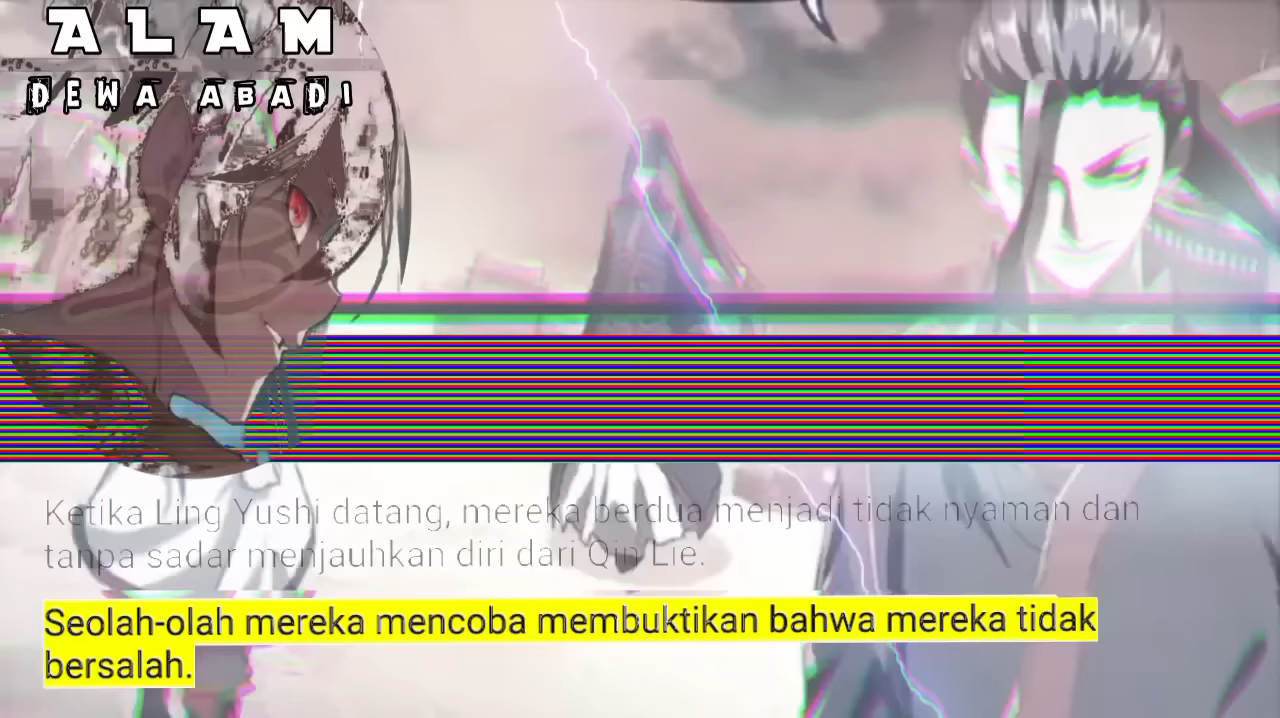 ALAM
DEWA ABADI
Ketika Ling Yushi datang, mereka berdua menjadi tidak nyaman dan
tanpa sadar menjauhkan diri dari Qin Lie.
Seolah-olah mereka mencoba membuktikan bahwa mereka tidak
bersalah.